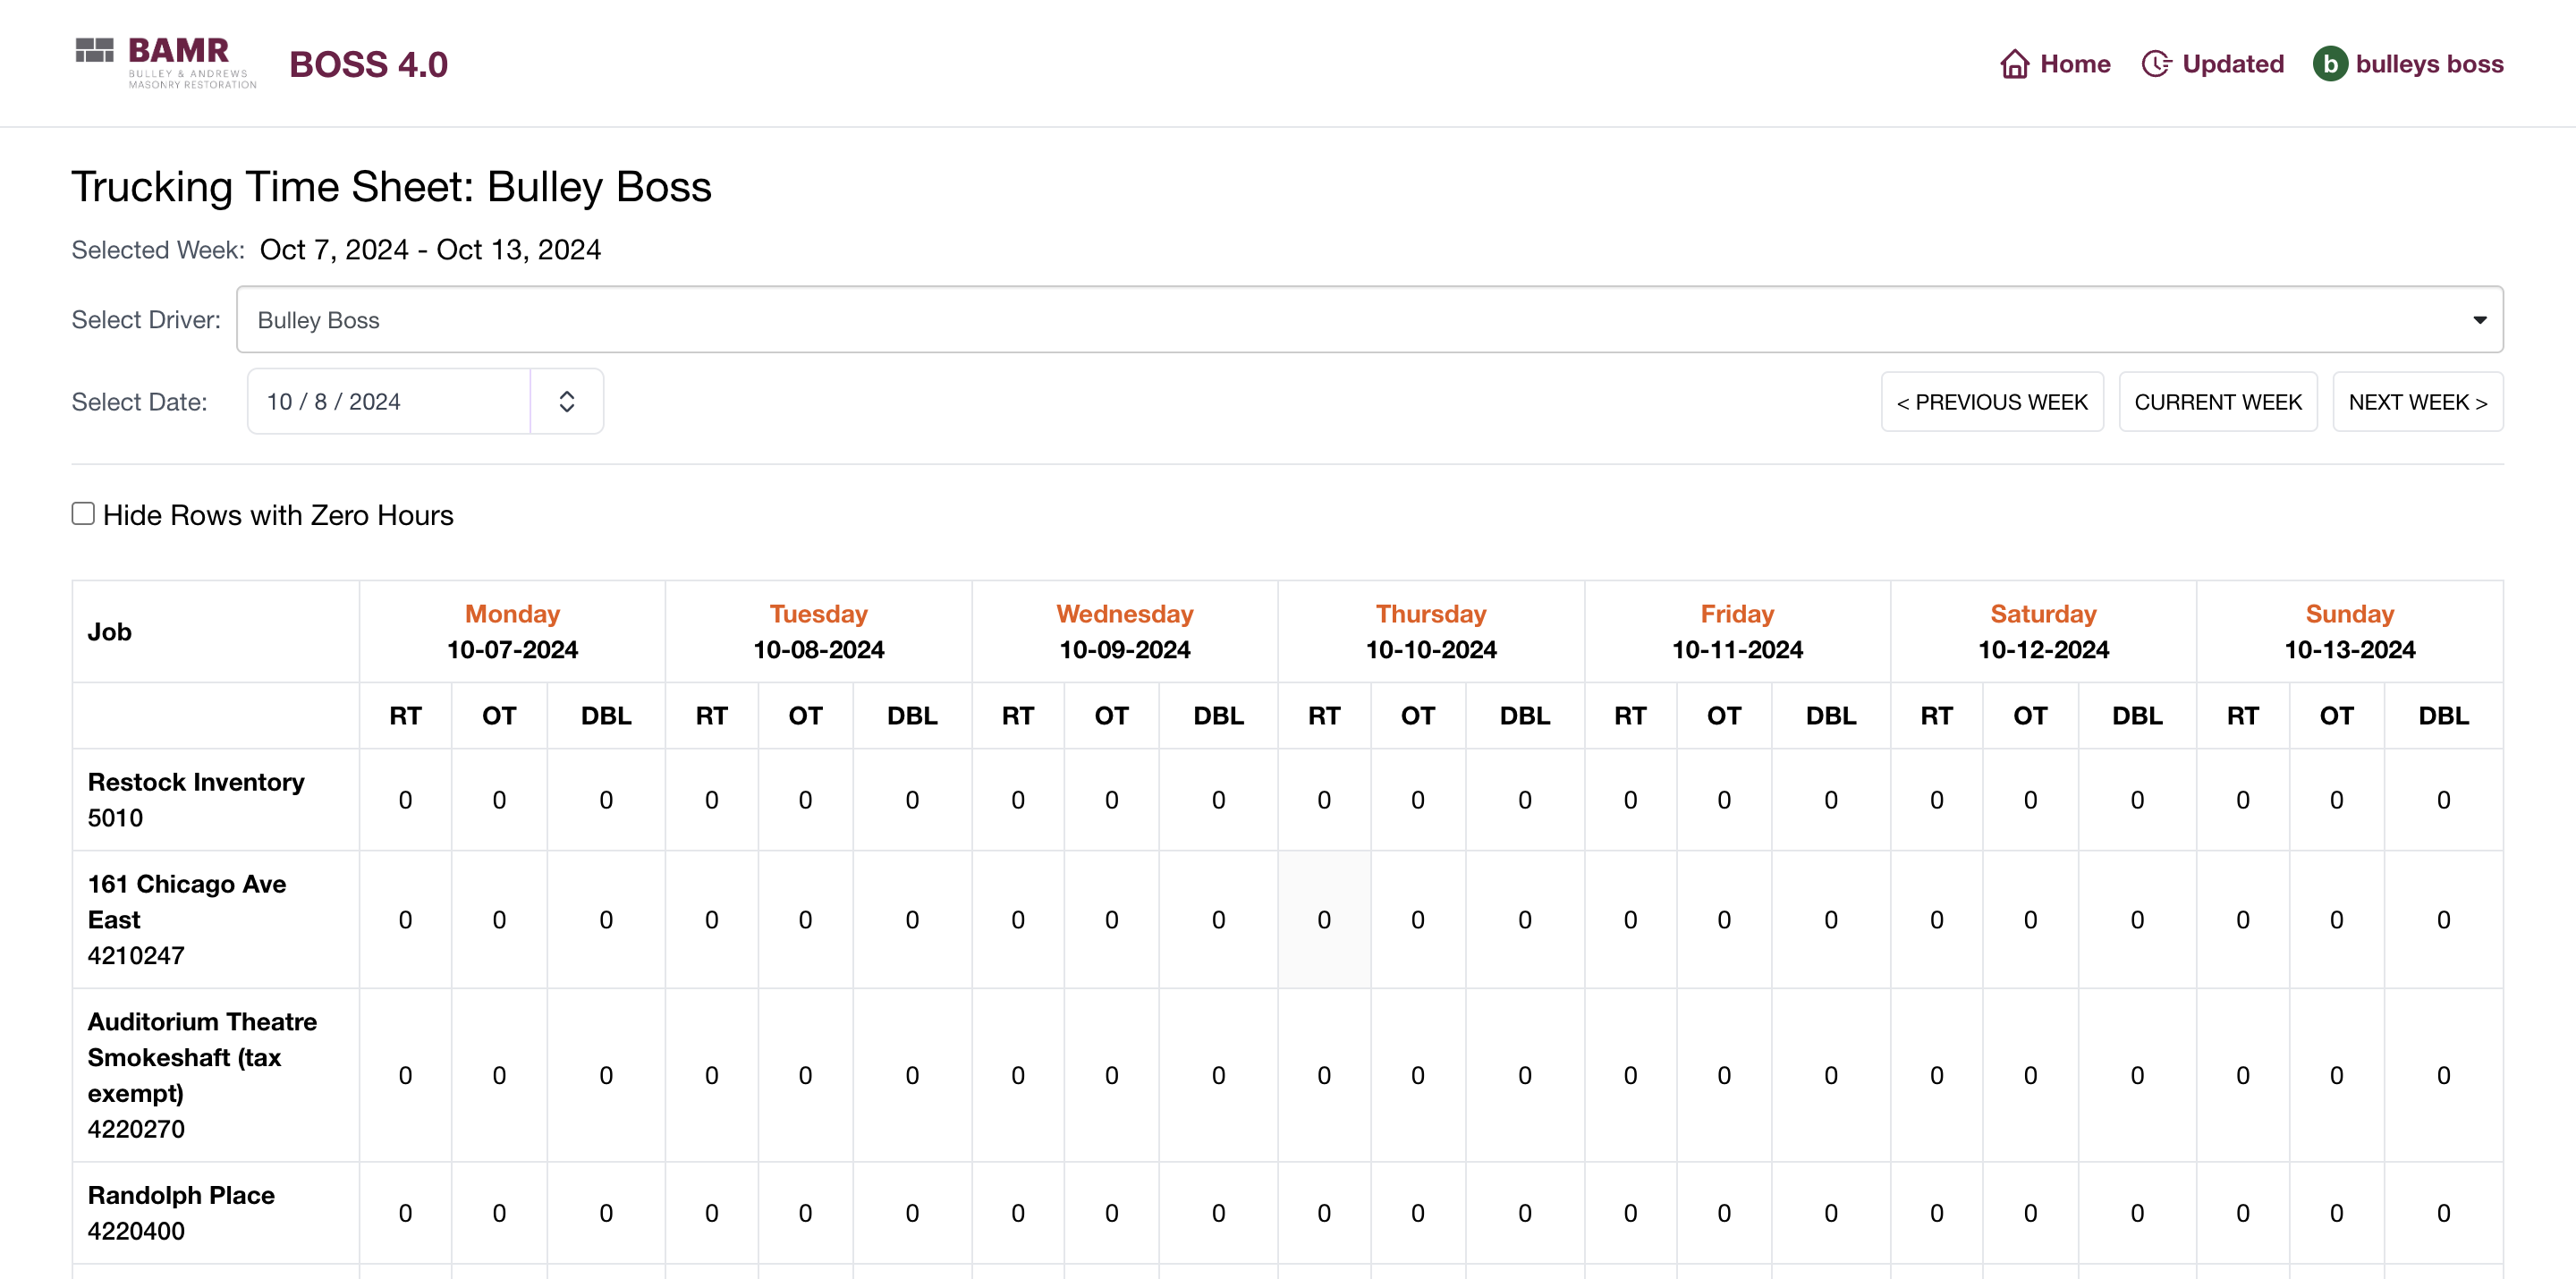 BAMR
BULLEY & ANDREWS
MASONRY RESTORATION
BOSS 4.0
Home
Updated
b
bulleys boss
Trucking Time Sheet: Bulley Boss
Selected Week: Oct 7, 2024 - Oct 13, 2024
Select Driver: Bulley Boss
Select Date: 10 / 8 / 2024
< PREVIOUS WEEK
CURRENT WEEK
NEXT WEEK >
Hide Rows with Zero Hours
Job
Monday Tuesday Wednesday Thursday Friday Saturday Sunday
10-07-2024 10-08-2024 10-09-2024 10-10-2024 10-11-2024 10-12-2024 10-13-2024
RT OT DBL RT OT DBL RT OT DBL RT OT DBL RT OT DBL RT OT DBL RT OT DBL
Restock Inventory
5010
0 0 0 0 0 0 0 0 0 0 0 0 0 0 0 0 0 0 0 0 0
161 Chicago Ave
East
4210247
0 0 0 0 0 0 0 0 0 0 0 0 0 0 0 0 0 0 0 0 0
Auditorium Theatre
Smokeshaft (tax
exempt)
4220270
0 0 0 0 0 0 0 0 0 0 0 0 0 0 0 0 0 0 0 0 0
Randolph Place
4220400
0 0 0 0 0 0 0 0 0 0 0 0 0 0 0 0 0 0 0 0 0